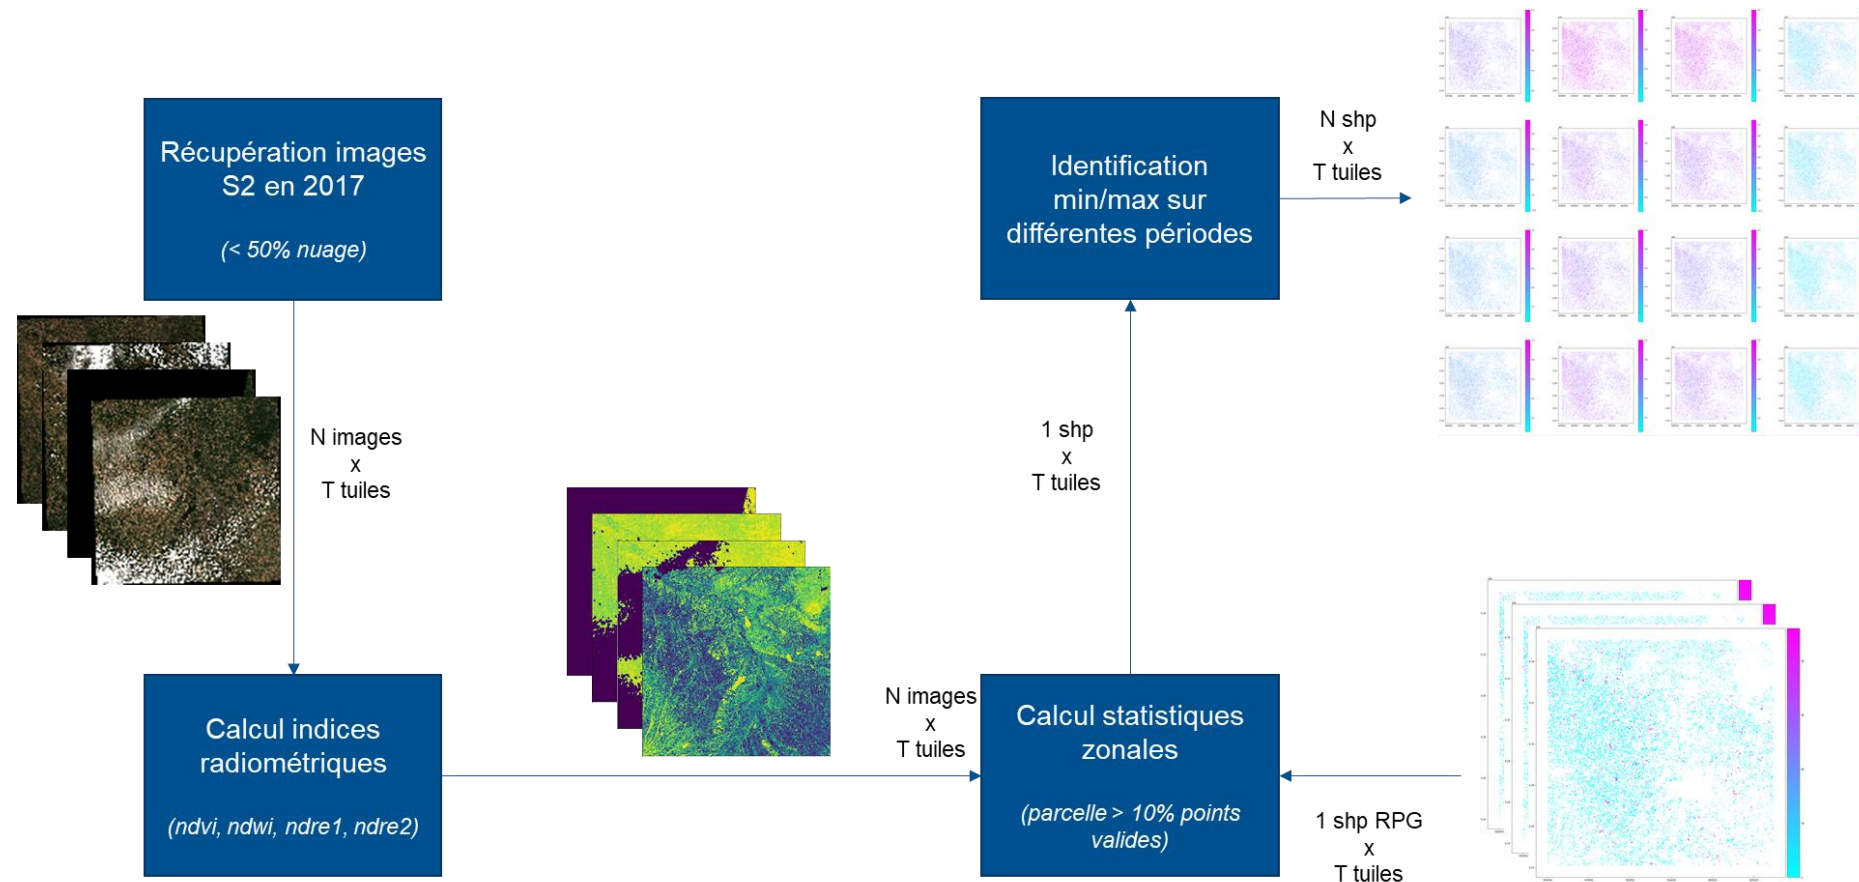 Récupération images
S2 en 2017
(< 50% nuage)
N images
x
T tuiles
Calcul indices
radiométriques
(ndvi, ndwi, ndre1, ndre2)
N images
x
T tuiles
Calcul statistiques
zonales
(parcelle > 10% points
valides)
1 shp RPG
x
T tuiles
1 shp
x
T tuiles
Identification
min/max sur
différentes périodes
N shp
x
T tuiles